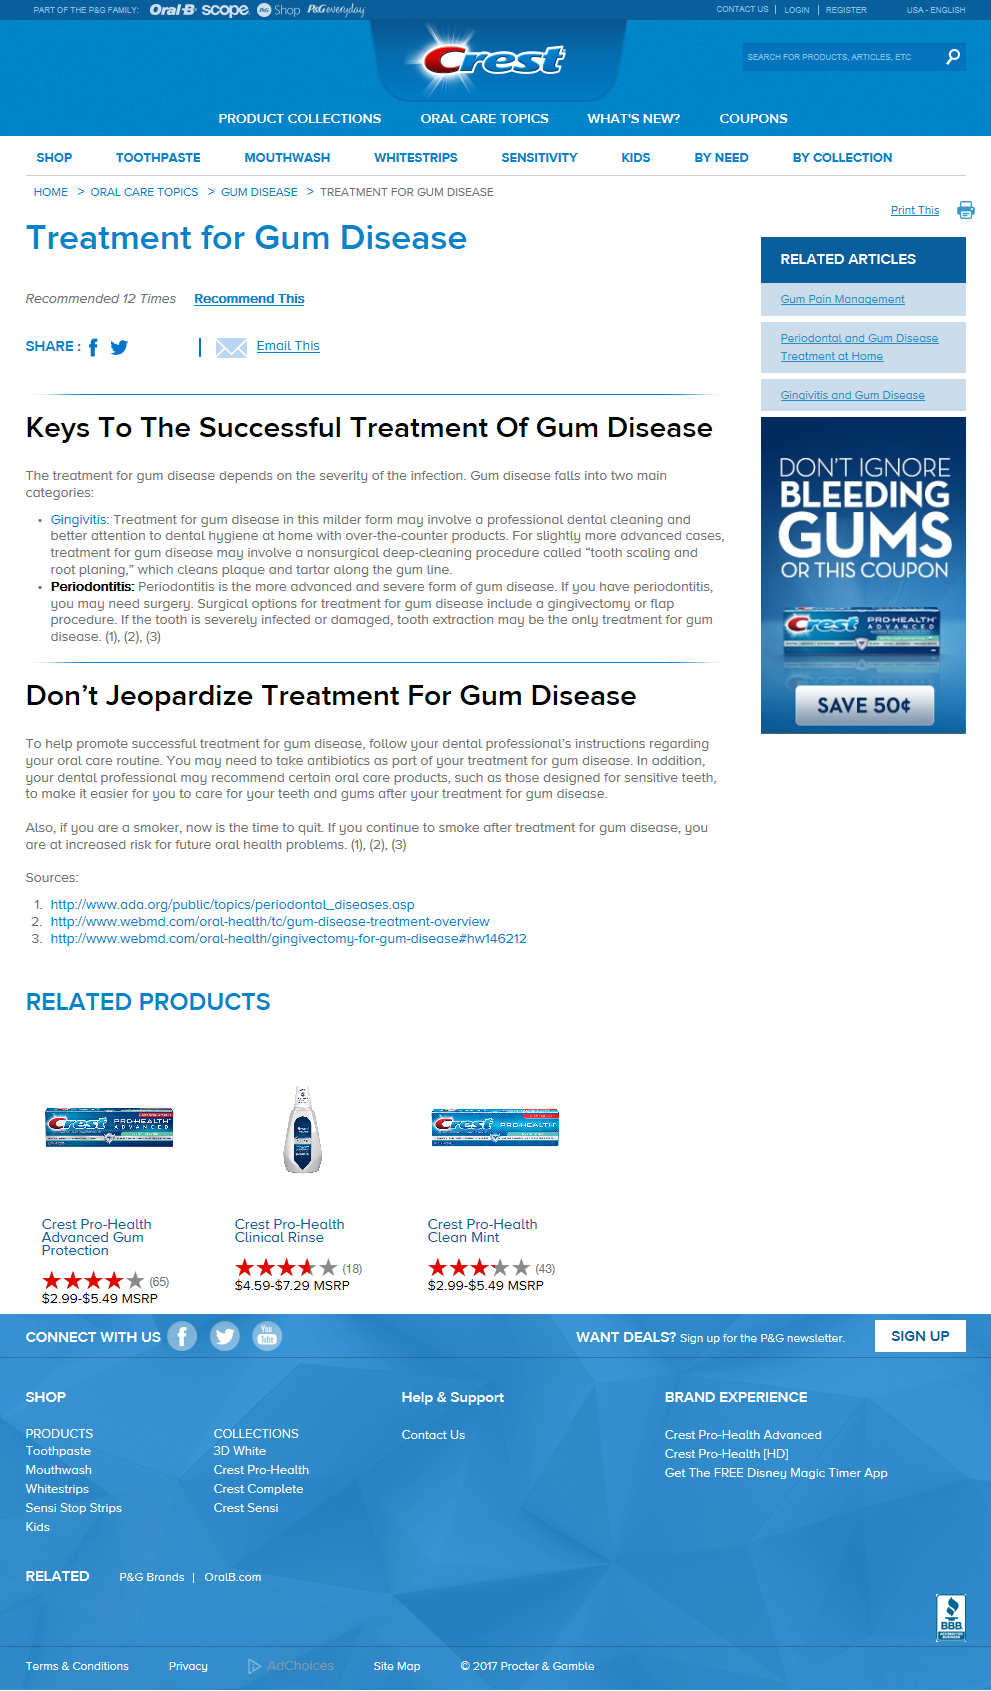 PART OF THE P&G FAMILY: Oral-B scope. P&G Shop P&G everyday
CONTACT US | LOGIN | REGISTER USA - ENGLISH
Crest
SEARCH FOR PRODUCTS, ARTICLES, ETC
PRODUCT COLLECTIONS ORAL CARE TOPICS WHAT'S NEW? COUPONS
SHOP TOOTHPASTE MOUTHWASH WHITESTRIPS SENSITIVITY KIDS BY NEED BY COLLECTION
HOME > ORAL CARE TOPICS > GUM DISEASE > TREATMENT FOR GUM DISEASE
Print This
Treatment for Gum Disease
Recommended 12 Times Recommend This
SHARE : | Email This
Keys To The Successful Treatment Of Gum Disease
The treatment for gum disease depends on the severity of the infection. Gum disease falls into two main
categories:
• Gingivitis: Treatment for gum disease in this milder form may involve a professional dental cleaning and
better attention to dental hygiene at home with over-the-counter products. For slightly more advanced cases,
treatment for gum disease may involve a nonsurgical deep-cleaning procedure called “tooth scaling and
root planing,” which cleans plaque and tartar along the gum line.
• Periodontitis: Periodontitis is the more advanced and severe form of gum disease. If you have periodontitis,
you may need surgery. Surgical options for treatment for gum disease include a gingivectomy or flap
procedure. If the tooth is severely infected or damaged, tooth extraction may be the only treatment for gum
disease. (1), (2), (3)
Don’t Jeopardize Treatment For Gum Disease
To help promote successful treatment for gum disease, follow your dental professional’s instructions regarding
your oral care routine. You may need to take antibiotics as part of your treatment for gum disease. In addition,
your dental professional may recommend certain oral care products, such as those designed for sensitive teeth,
to make it easier for you to care for your teeth and gums after your treatment for gum disease.
Also, if you are a smoker, now is the time to quit. If you continue to smoke after treatment for gum disease, you
are at increased risk for future oral health problems. (1), (2), (3)
Sources:
1. http://www.ada.org/public/topics/periodontal_diseases.asp
2. http://www.webmd.com/oral-health/tc/gum-disease-treatment-overview
3. http://www.webmd.com/oral-health/gingivectomy-for-gum-disease#hw146212
RELATED ARTICLES
Gum Pain Management
Periodontal and Gum Disease
Treatment at Home
Gingivitis and Gum Disease
DON'T IGNORE
BLEEDING
GUMS
OR THIS COUPON
Crest PRO-HEALTH
ADVANCED
SAVE 50¢
RELATED PRODUCTS
Crest PRO-HEALTH
ADVANCED
Crest PRO-HEALTH
Crest Pro-Health
Advanced Gum
Protection
(65)
$2.99-$5.49 MSRP
Crest Pro-Health
Clinical Rinse
(18)
$4.59-$7.29 MSRP
Crest Pro-Health
Clean Mint
(43)
$2.99-$5.49 MSRP
CONNECT WITH US You Tube
WANT DEALS? Sign up for the P&G newsletter. SIGN UP
SHOP
PRODUCTS
Toothpaste
Mouthwash
Whitestrips
Sensi Stop Strips
Kids
COLLECTIONS
3D White
Crest Pro-Health
Crest Complete
Crest Sensi
Help & Support
Contact Us
BRAND EXPERIENCE
Crest Pro-Health Advanced
Crest Pro-Health [HD]
Get The FREE Disney Magic Timer App
RELATED P&G Brands | OralB.com
BBB
ACCREDITED
BUSINESS
Terms & Conditions Privacy AdChoices Site Map © 2017 Procter & Gamble